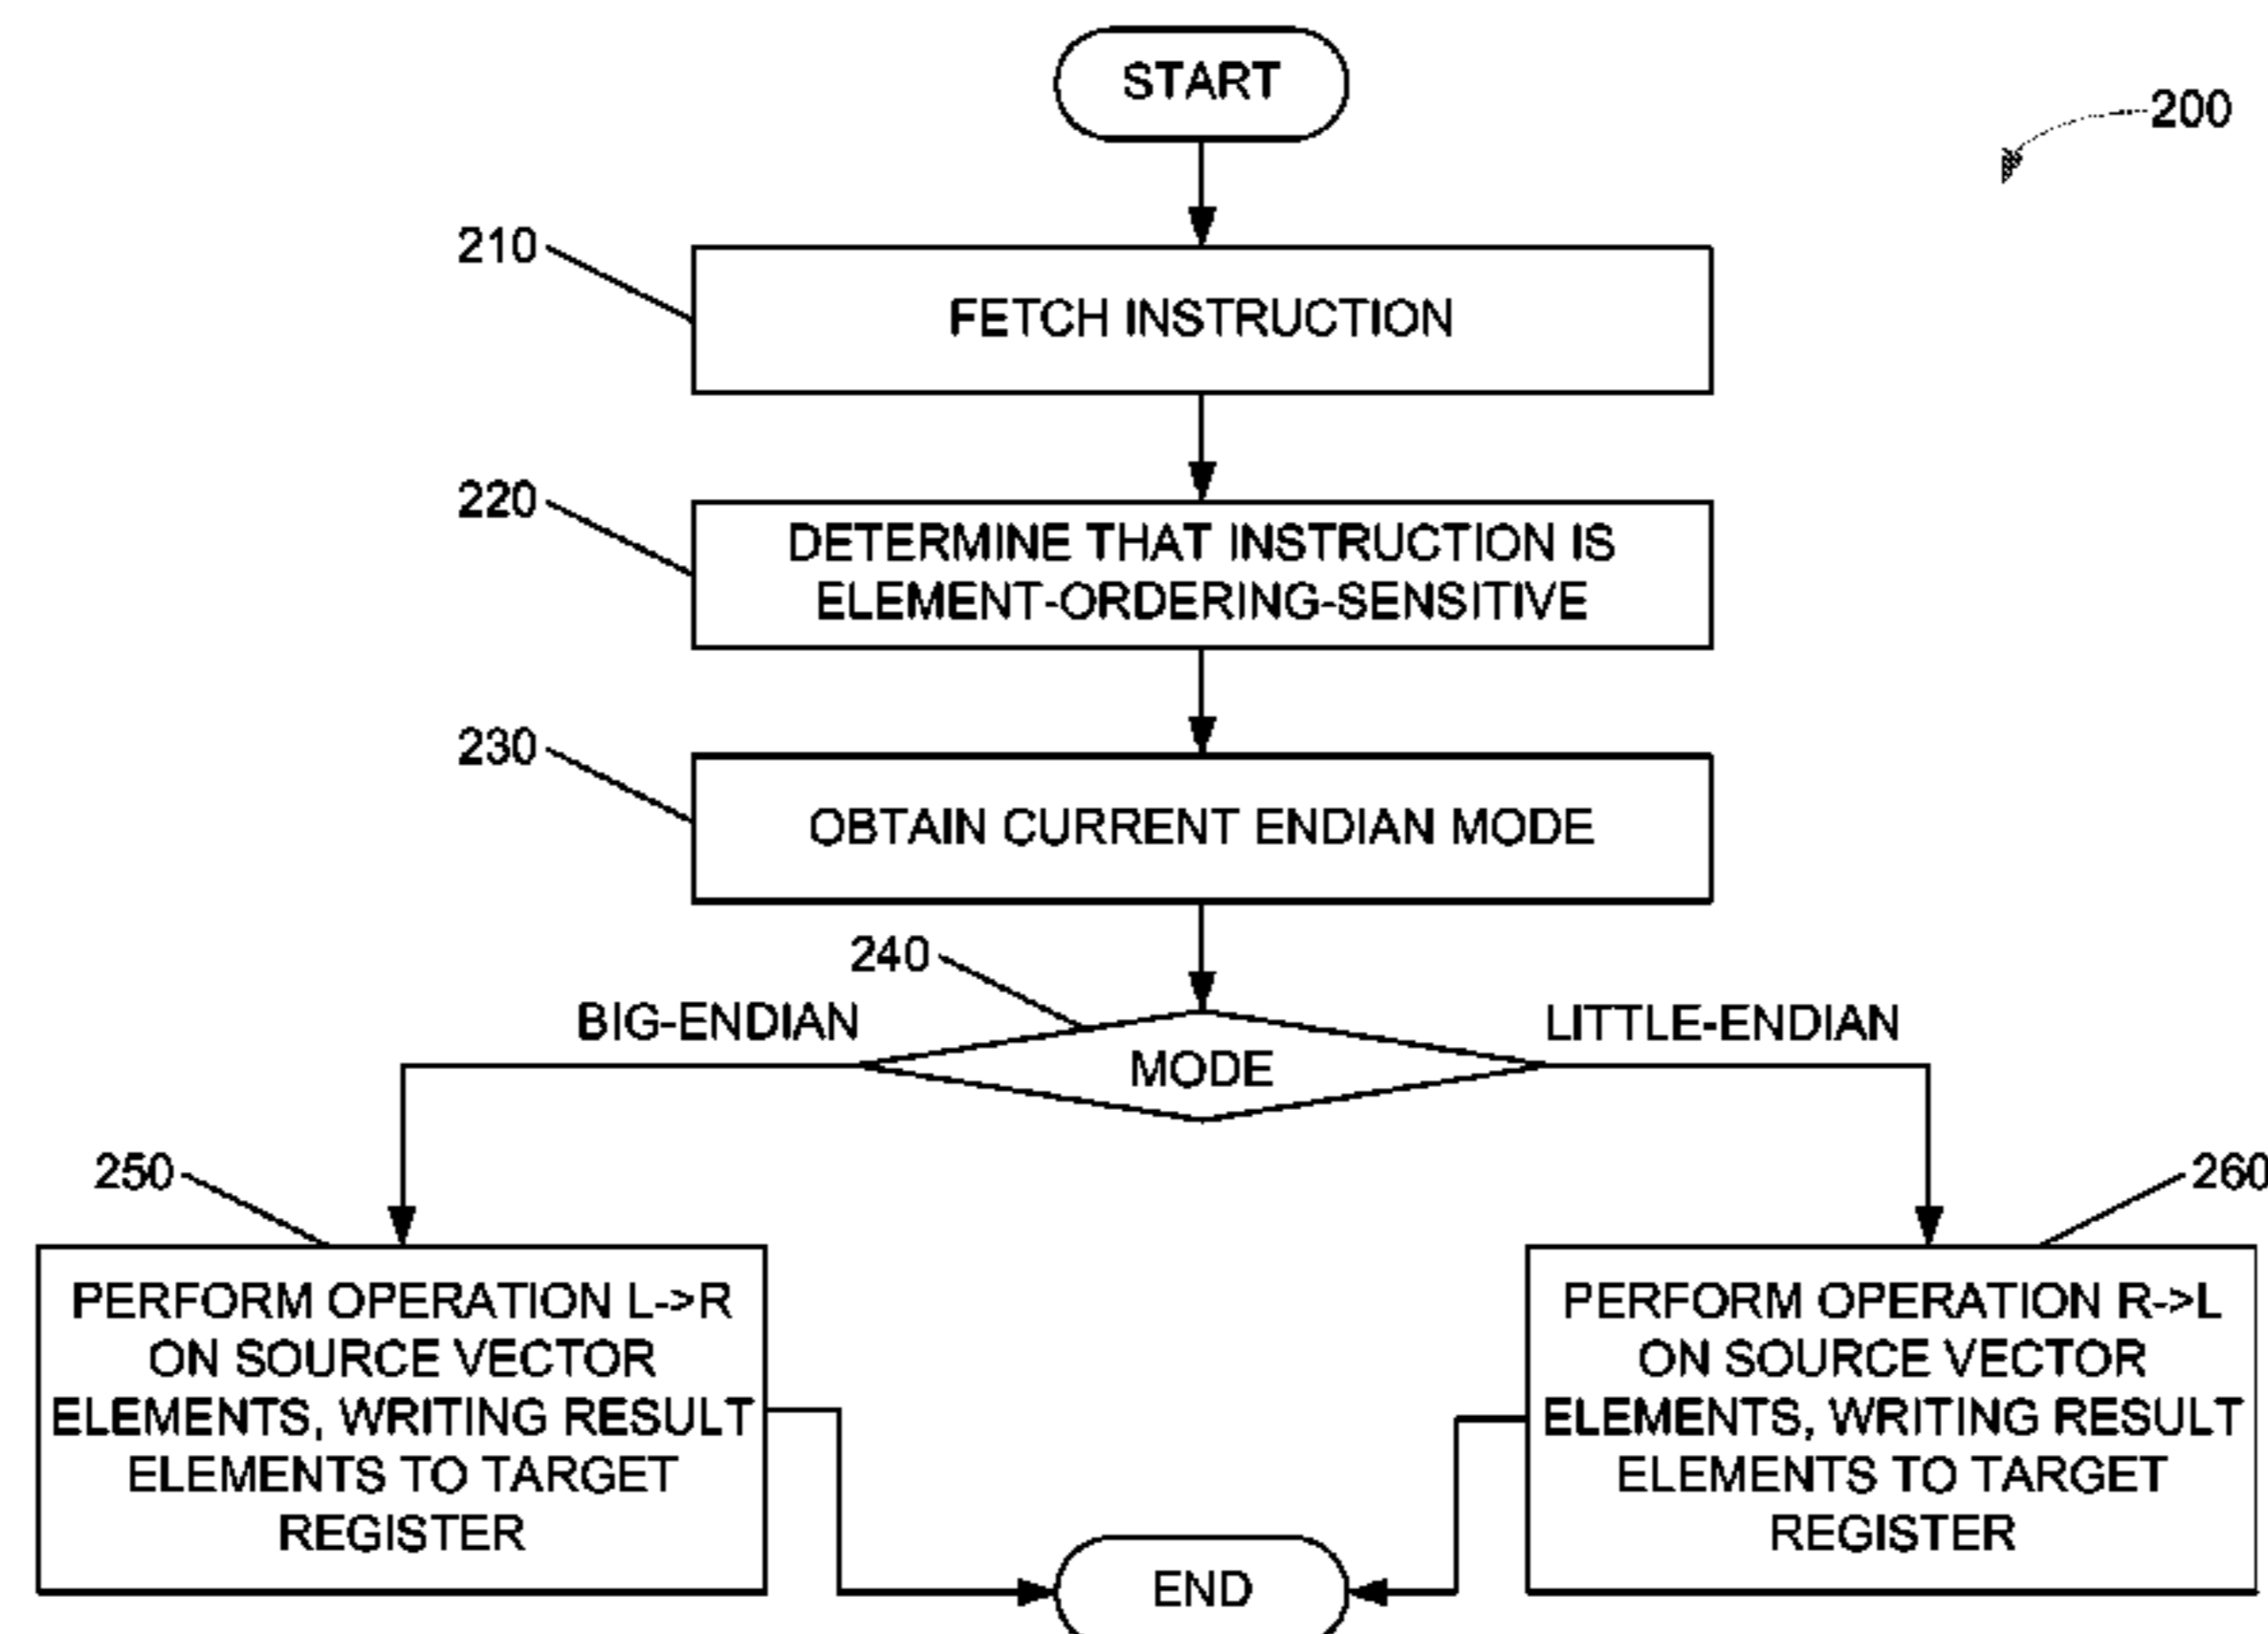 START
200
210
FETCH INSTRUCTION
220
DETERMINE THAT INSTRUCTION IS
ELEMENT-ORDERING-SENSITIVE
230
OBTAIN CURRENT ENDIAN MODE
240
BIG-ENDIAN
LITTLE-ENDIAN
MODE
250
260
PERFORM OPERATION L->R
ON SOURCE VECTOR
ELEMENTS, WRITING RESULT
ELEMENTS TO TARGET
REGISTER
PERFORM OPERATION R->L
ON SOURCE VECTOR
ELEMENTS, WRITING RESULT
ELEMENTS TO TARGET
REGISTER
END